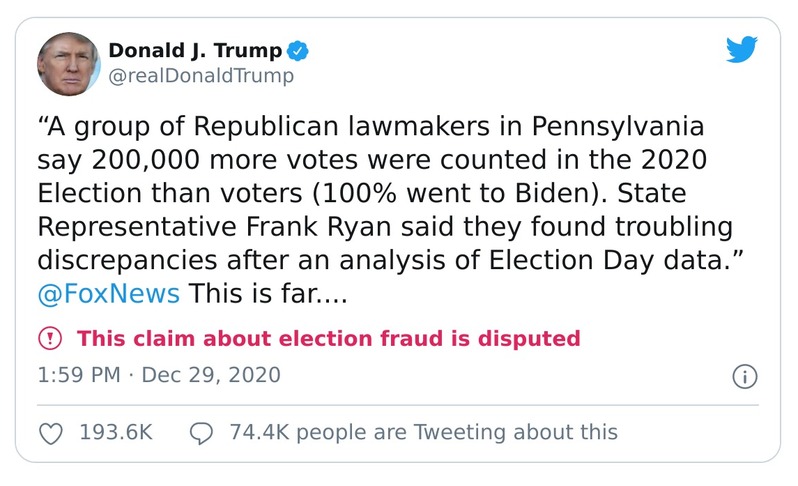 Donald J. Trump
@realDonaldTrump
“A group of Republican lawmakers in Pennsylvania
say 200,000 more votes were counted in the 2020
Election than voters (100% went to Biden). State
Representative Frank Ryan said they found troubling
discrepancies after an analysis of Election Day data.”
@FoxNews This is far....
This claim about election fraud is disputed
1:59 PM · Dec 29, 2020
193.6K 74.4K people are Tweeting about this